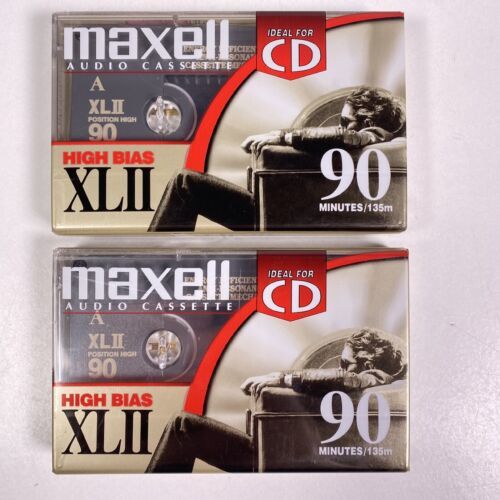 maxell
AUDIO CASSETTE
IDEAL FOR
CD
A
XLII
POSITION HIGH
90
HIGH BIAS
XLII
90
MINUTES/135m
maxell
AUDIO CASSETTE
IDEAL FOR
CD
A
XLII
POSITION HIGH
90
HIGH BIAS
XLII
90
MINUTES/135m